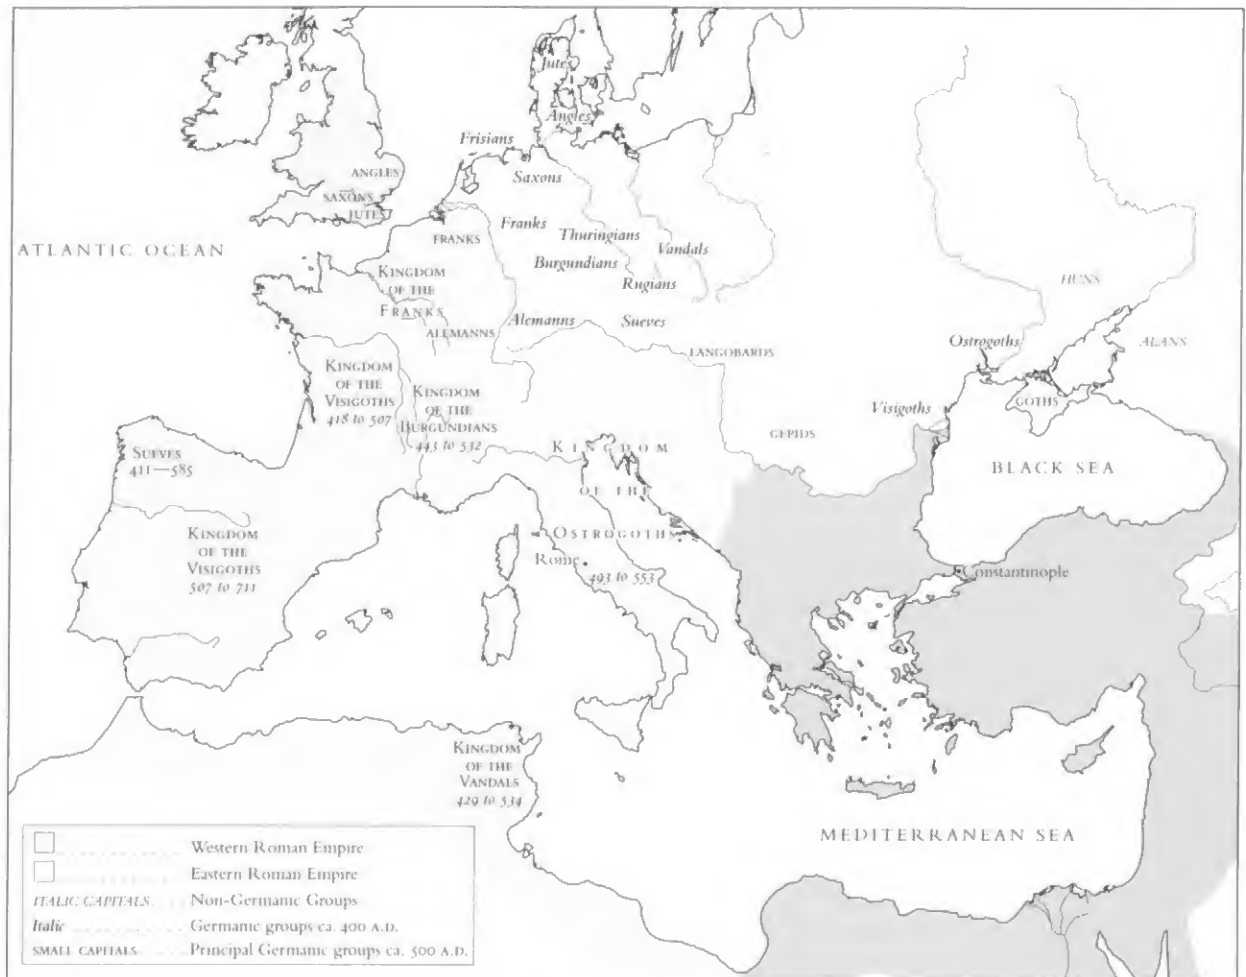 Jutes
Angles
Frisians
Saxons
ANGLES
SAXONS
JUTES
ATLANTIC OCEAN
FRANKS
Franks
Thuringians
Vandals
Burgundians
Rugians
KINGDOM
OF THE
FRANKS
HUNS
ALEMANNS
Alemanns
Sueves
LANGOBARDS
Ostrogoths
ALANS
KINGDOM
OF THE
VISIGOTHS
418 to 507
KINGDOM
OF THE
BURGUNDIANS
443 to 532
Visigoths
GOTHS
GEPIDS
SUEVES
411—585
KINGDOM
OF THE
OSTROGOTHS
493 to 553
BLACK SEA
KINGDOM
OF THE
VISIGOTHS
507 to 711
Rome
Constantinople
KINGDOM
OF THE
VANDALS
429 to 534
MEDITERRANEAN SEA
Western Roman Empire
Eastern Roman Empire
ITALIC CAPITALS Non-Germanic Groups
Italic Germanic groups ca. 400 A.D.
SMALL CAPITALS Principal Germanic groups ca. 500 A.D.